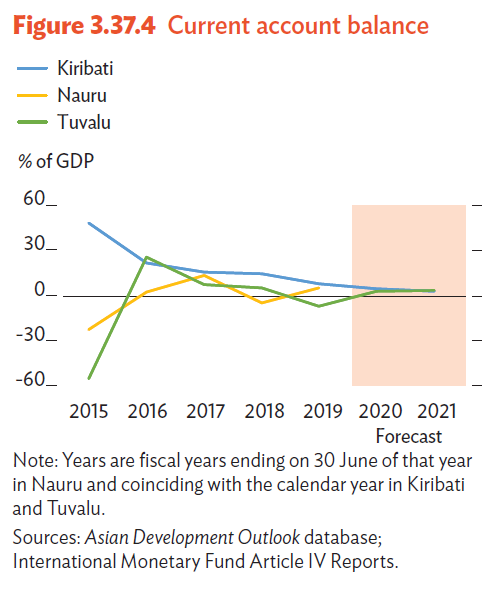 Figure 3.37.4 Current account balance
Kiribati
Nauru
Tuvalu
% of GDP
60
30
0
-30
-60
2015 2016 2017 2018 2019 2020 2021
Forecast
Note: Years are fiscal years ending on 30 June of that year
in Nauru and coinciding with the calendar year in Kiribati
and Tuvalu.
Sources: Asian Development Outlook database;
International Monetary Fund Article IV Reports.